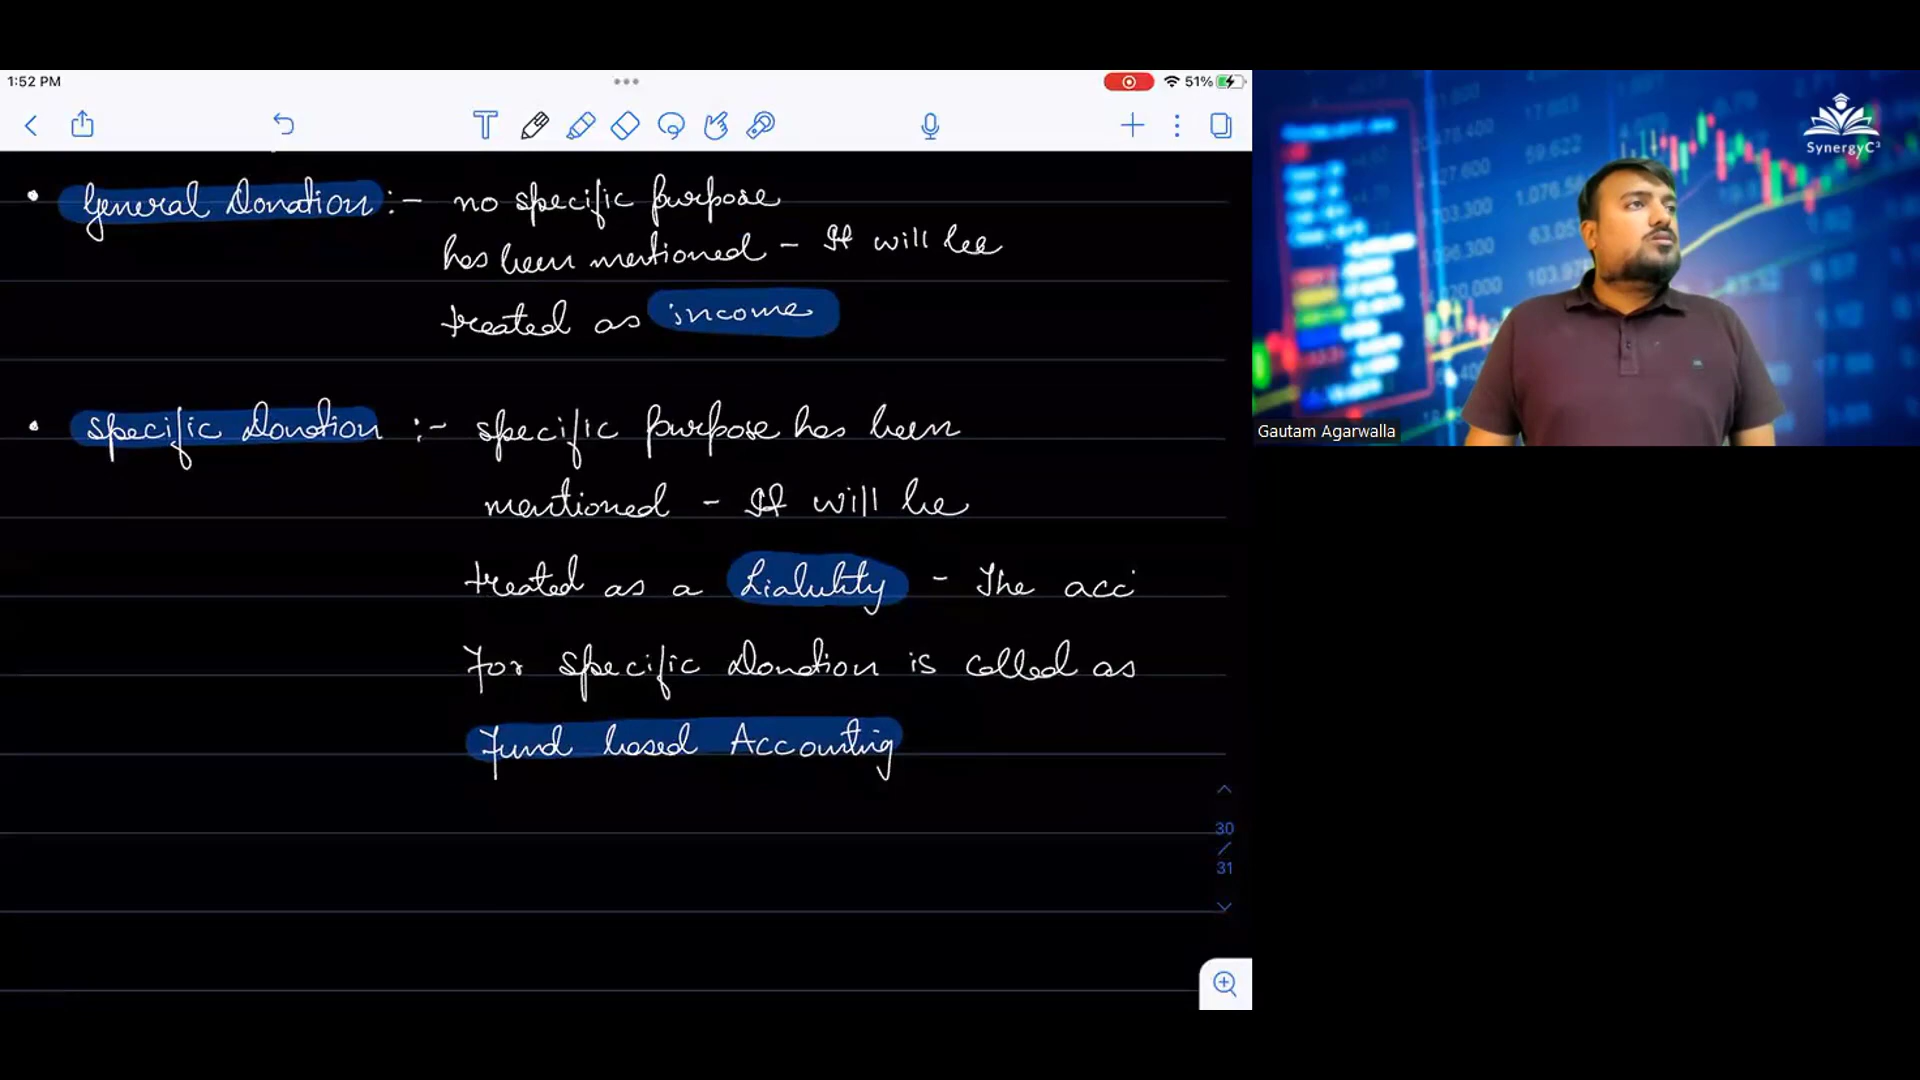 1:52 PM
51%
• General Donation :- no specific purpose
has been mentioned - It will be
treated as income
• Specific Donation :- specific purpose has been
mentioned - It will be
treated as a Liability - The acc
For specific Donation is called as
Fund based Accounting
30
/
31
SynergyC³
Gautam Agarwalla